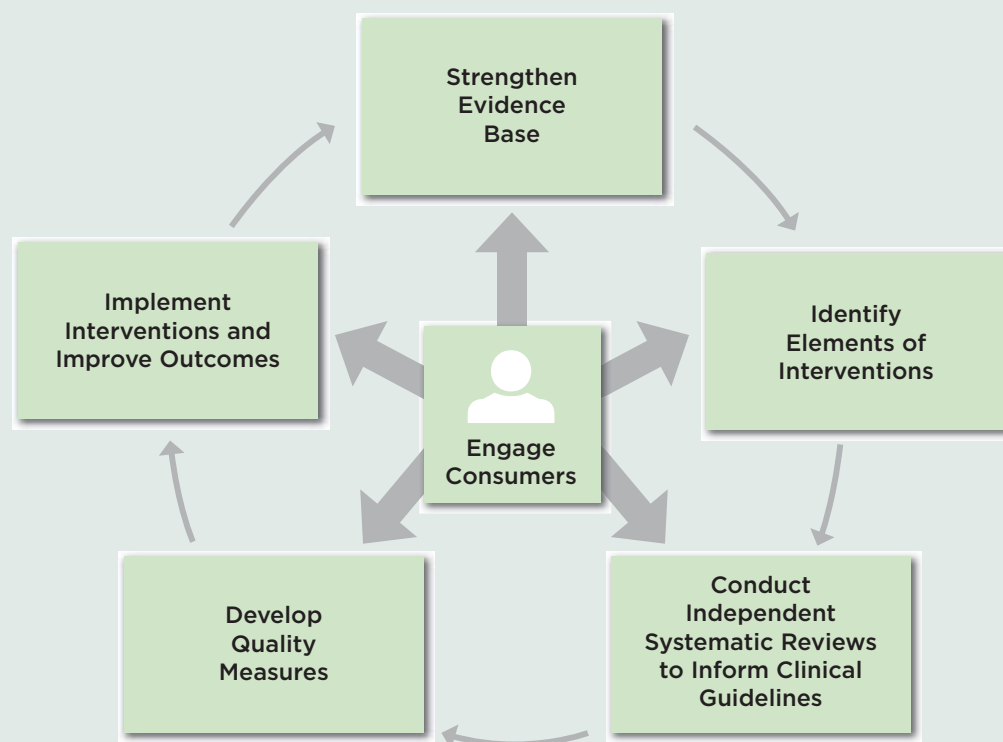 Strengthen
Evidence
Base
Identify
Elements of
Interventions
Conduct
Independent
Systematic Reviews
to Inform Clinical
Guidelines
Develop
Quality
Measures
Implement
Interventions and
Improve Outcomes
Engage
Consumers